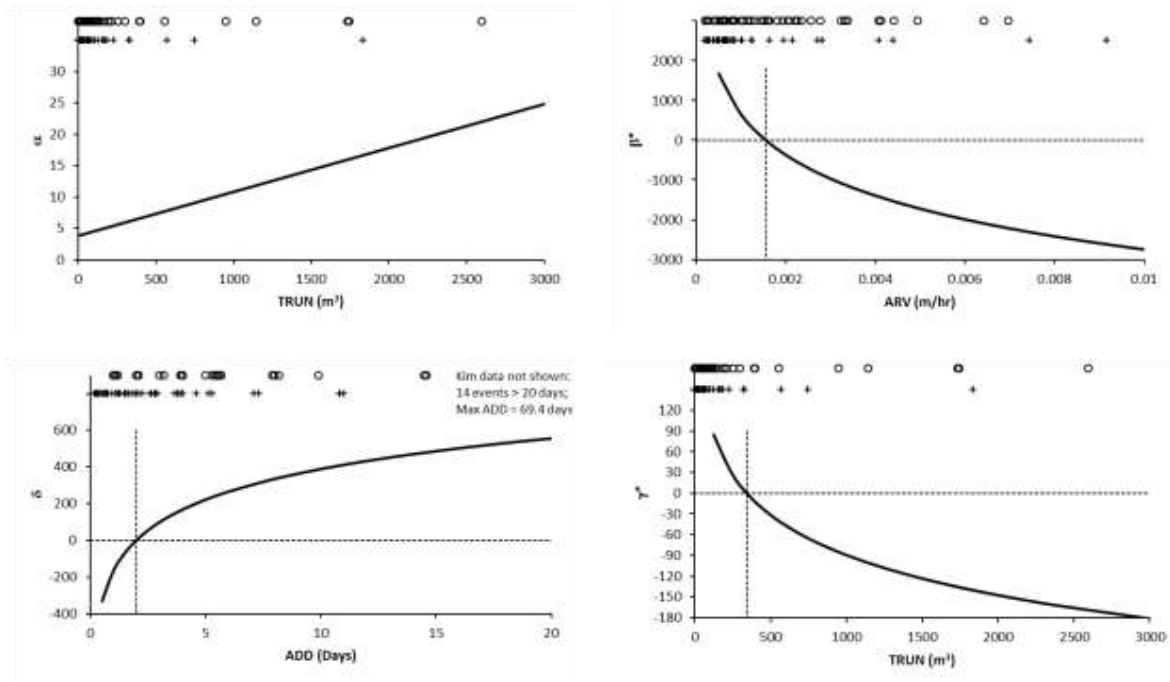 α
35
30
25
20
15
10
5
0
0 500 1000 1500 2000 2500 3000
TRUN (m³)
β*
2000
1000
0
-1000
-2000
-3000
0 0.002 0.004 0.006 0.008 0.01
ARV (m/hr)
Kim data not shown:
14 events > 20 days;
Max ADD = 69.4 days
δ
600
400
200
0
-200
-400
0 5 10 15 20
ADD (Days)
γ*
120
90
60
30
0
-30
-60
-90
-120
-150
-180
0 500 1000 1500 2000 2500 3000
TRUN (m³)